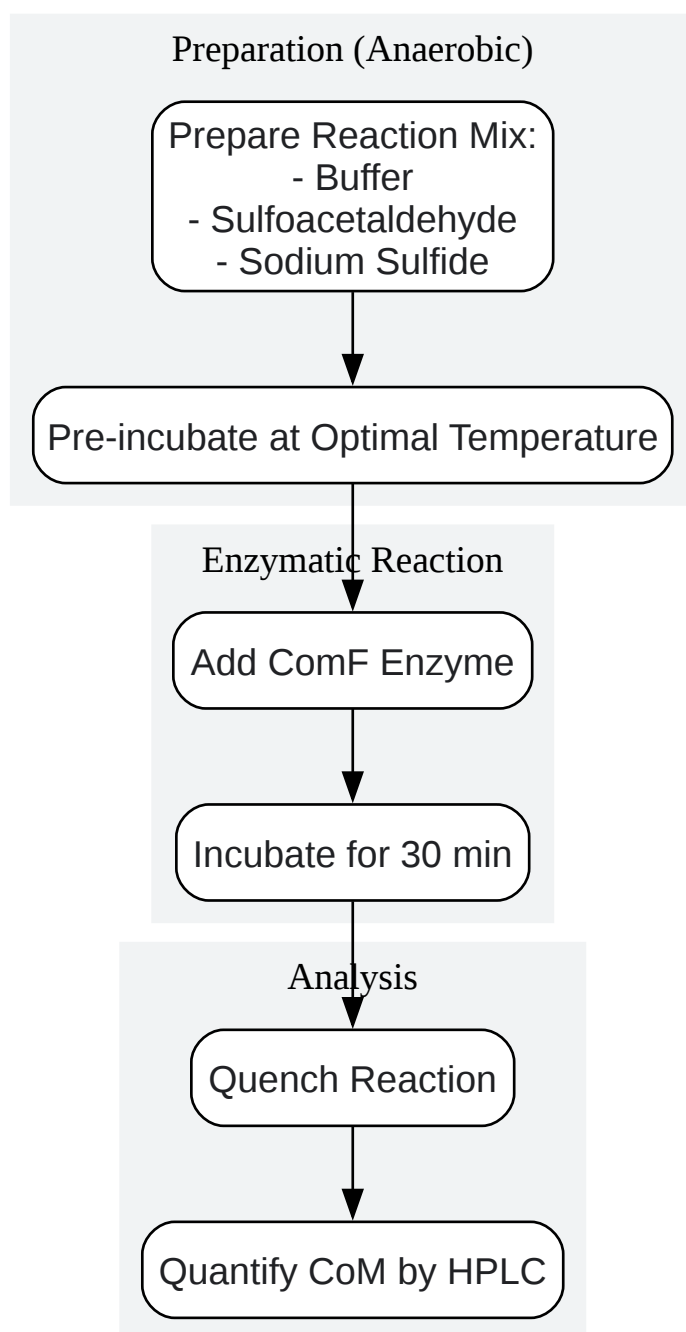 Preparation (Anaerobic)
Prepare Reaction Mix:
- Buffer
- Sulfoacetaldehyde
- Sodium Sulfide
Pre-incubate at Optimal Temperature
Enzymatic Reaction
Add ComF Enzyme
Incubate for 30 min
Analysis
Quench Reaction
Quantify CoM by HPLC